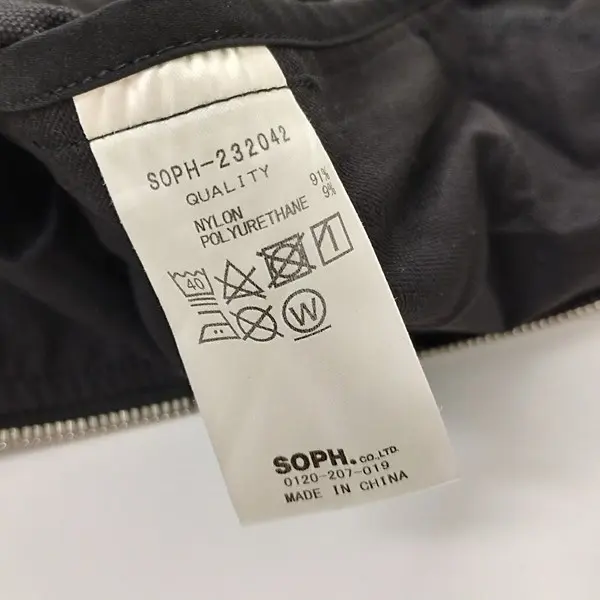 SOPH-232042
QUALITY
NYLON 91%
POLYURETHANE 9%
40
W
SOPH. CO.,LTD.
0120-207-019
MADE IN CHINA